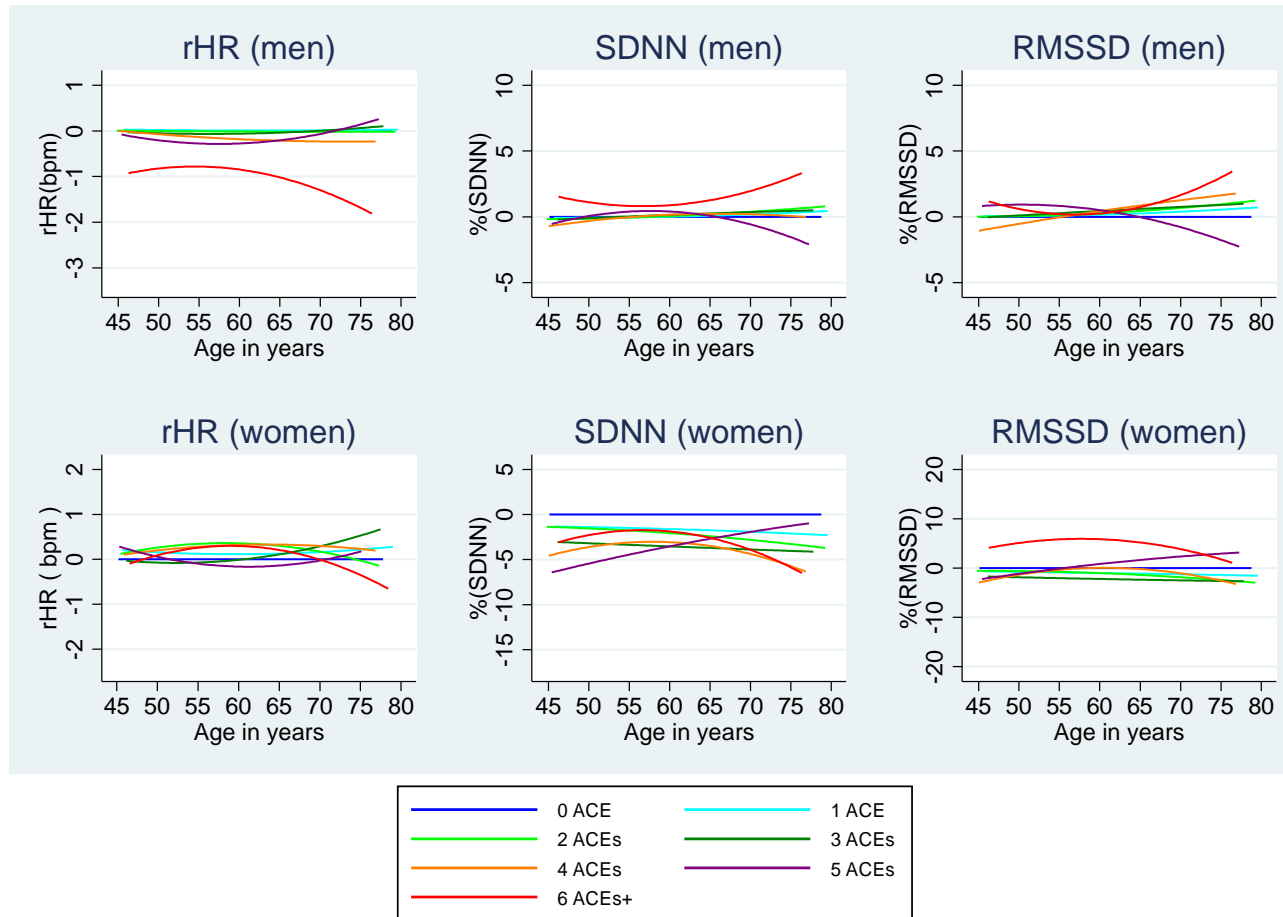 rHR (men)
SDNN (men)
RMSSD (men)
rHR(bpm)
1
0
-1
-2
-3
45 50 55 60 65 70 75 80
Age in years
%(SDNN)
10
5
0
-5
45 50 55 60 65 70 75 80
Age in years
%(RMSSD)
10
5
0
-5
45 50 55 60 65 70 75 80
Age in years
rHR (women)
SDNN (women)
RMSSD (women)
rHR ( bpm )
2
1
0
-1
-2
45 50 55 60 65 70 75 80
Age in years
%(SDNN)
5
0
-5
-10
-15
45 50 55 60 65 70 75 80
Age in years
%(RMSSD)
20
10
0
-10
-20
45 50 55 60 65 70 75 80
Age in years
0 ACE
1 ACE
2 ACEs
3 ACEs
4 ACEs
5 ACEs
6 ACEs+